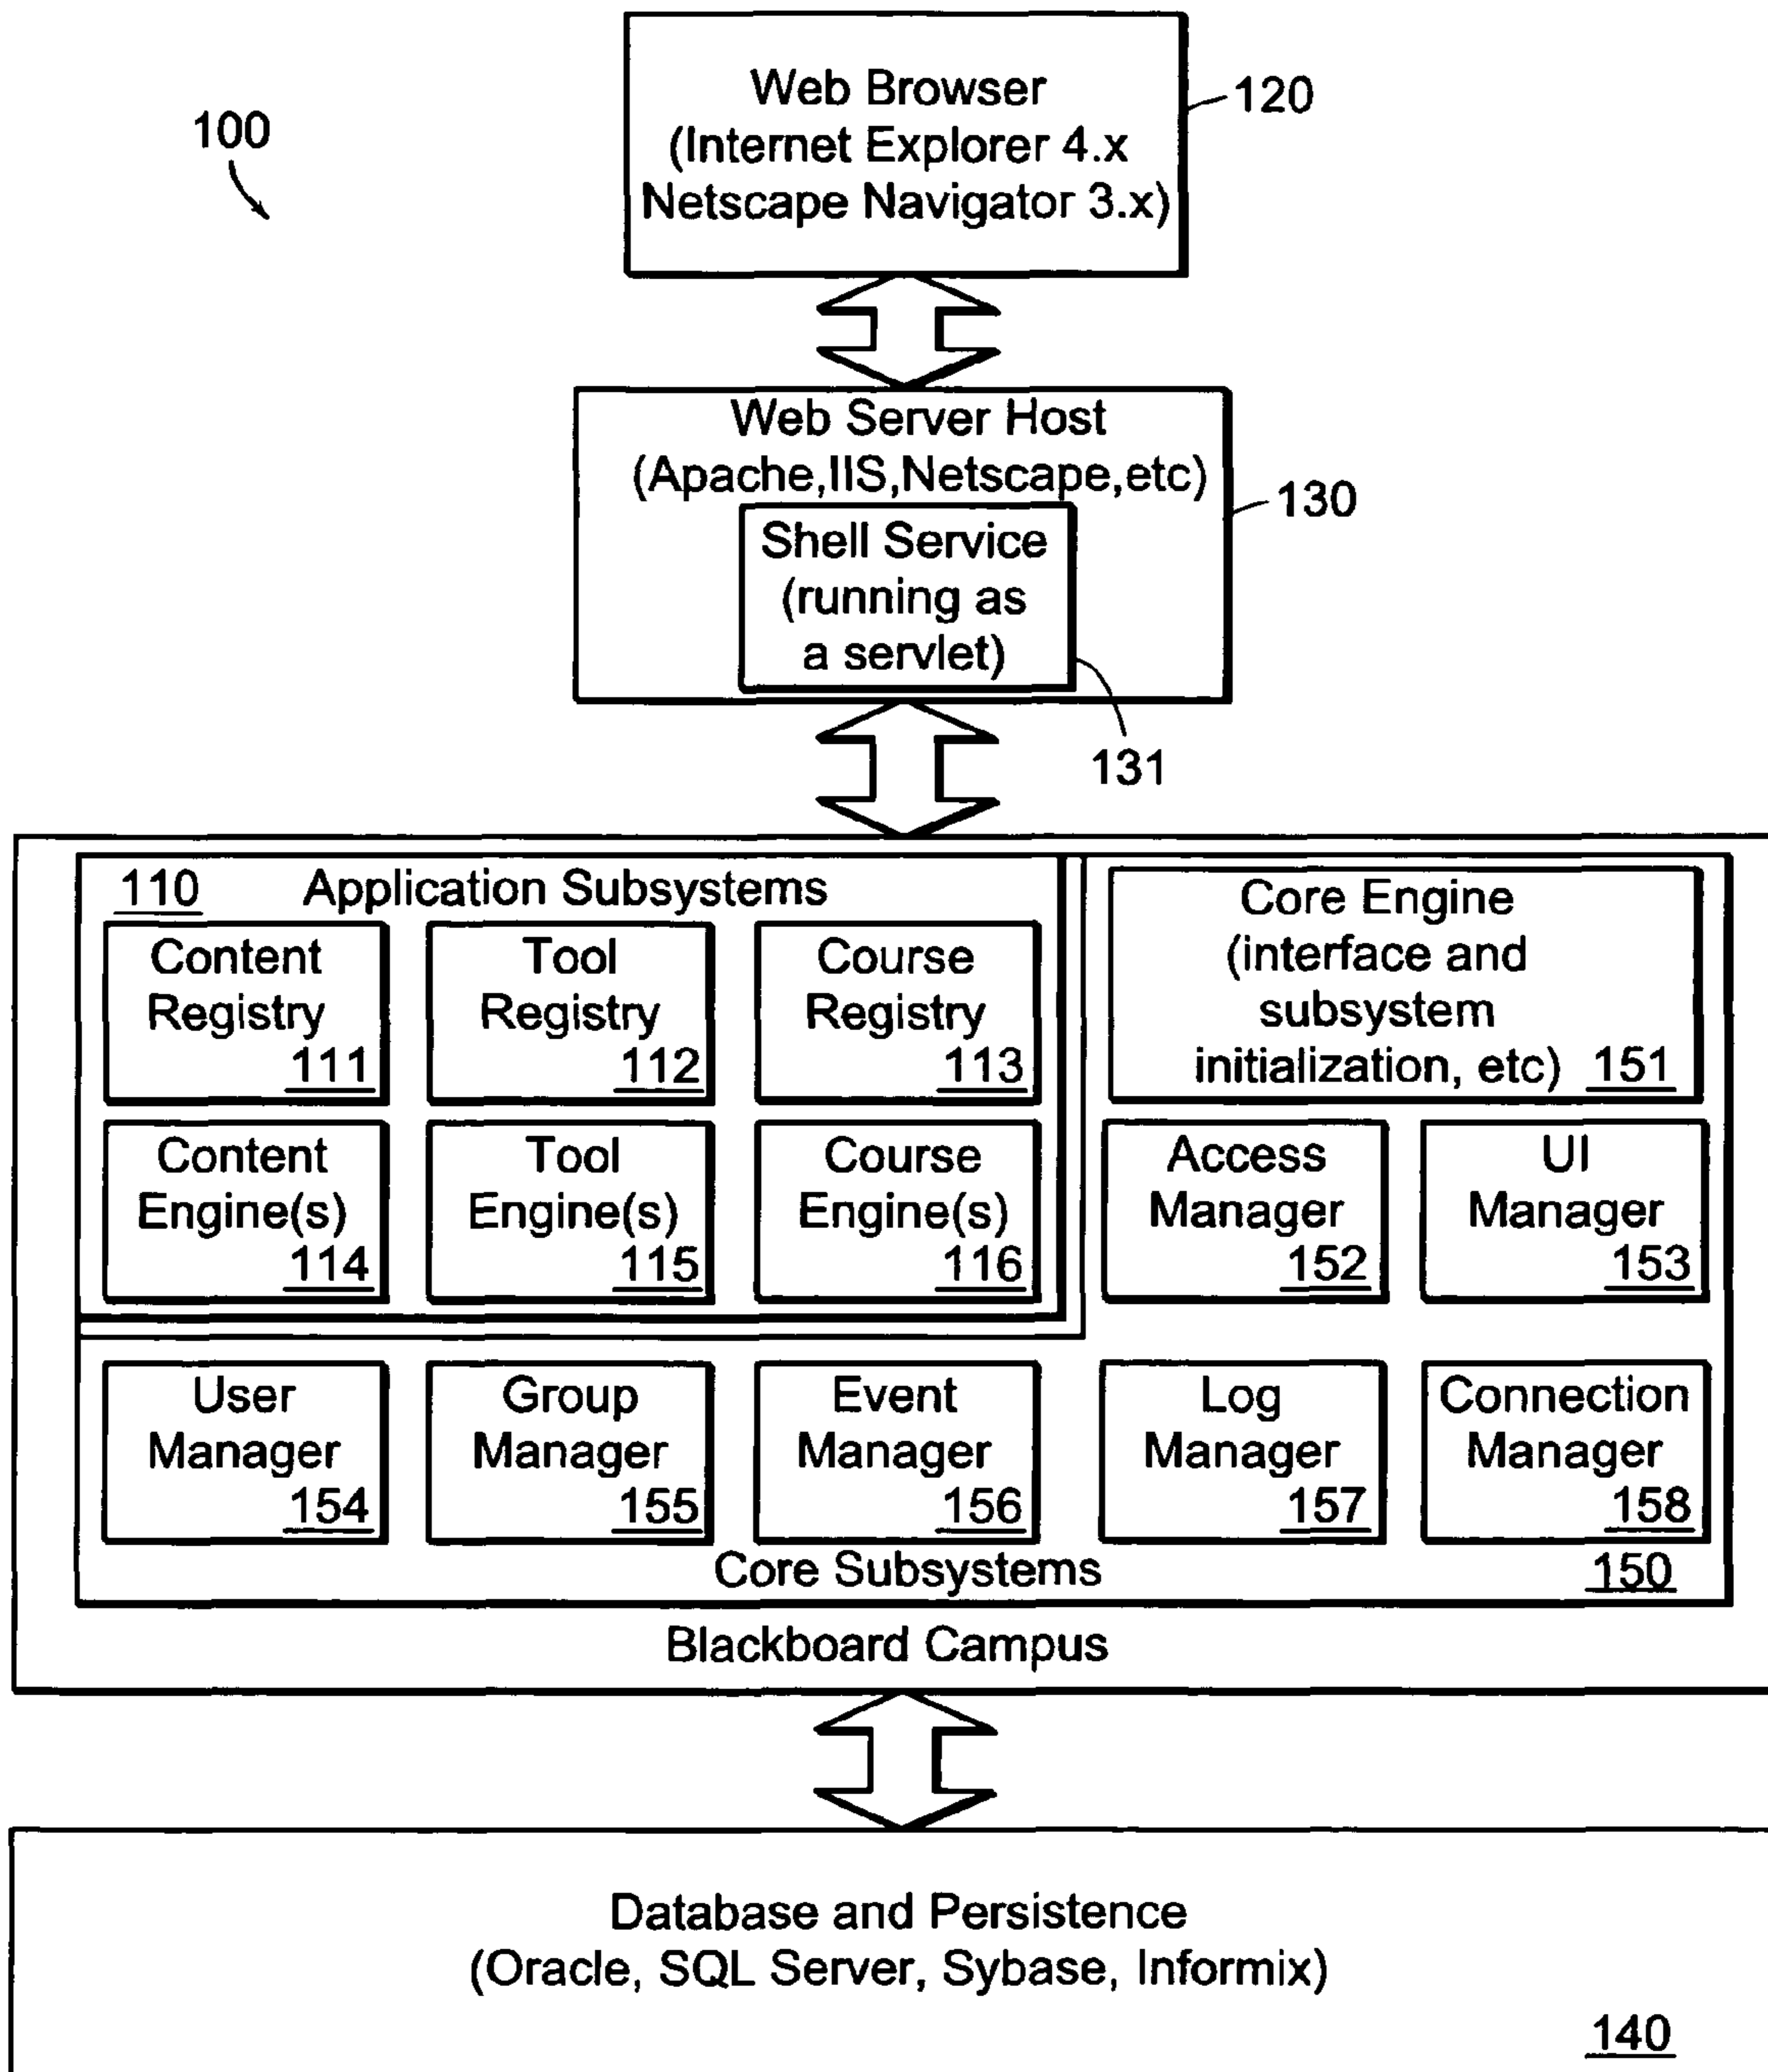 100
Web Browser
(Internet Explorer 4.x
Netscape Navigator 3.x)
120
Web Server Host
(Apache,IIS,Netscape,etc)
130
Shell Service
(running as
a servlet)
131
110 Application Subsystems
Content
Registry
111
Tool
Registry
112
Course
Registry
113
Core Engine
(interface and
subsystem
initialization, etc) 151
Content
Engine(s)
114
Tool
Engine(s)
115
Course
Engine(s)
116
Access
Manager
152
UI
Manager
153
User
Manager
154
Group
Manager
155
Event
Manager
156
Log
Manager
157
Connection
Manager
158
Core Subsystems
150
Blackboard Campus
Database and Persistence
(Oracle, SQL Server, Sybase, Informix)
140